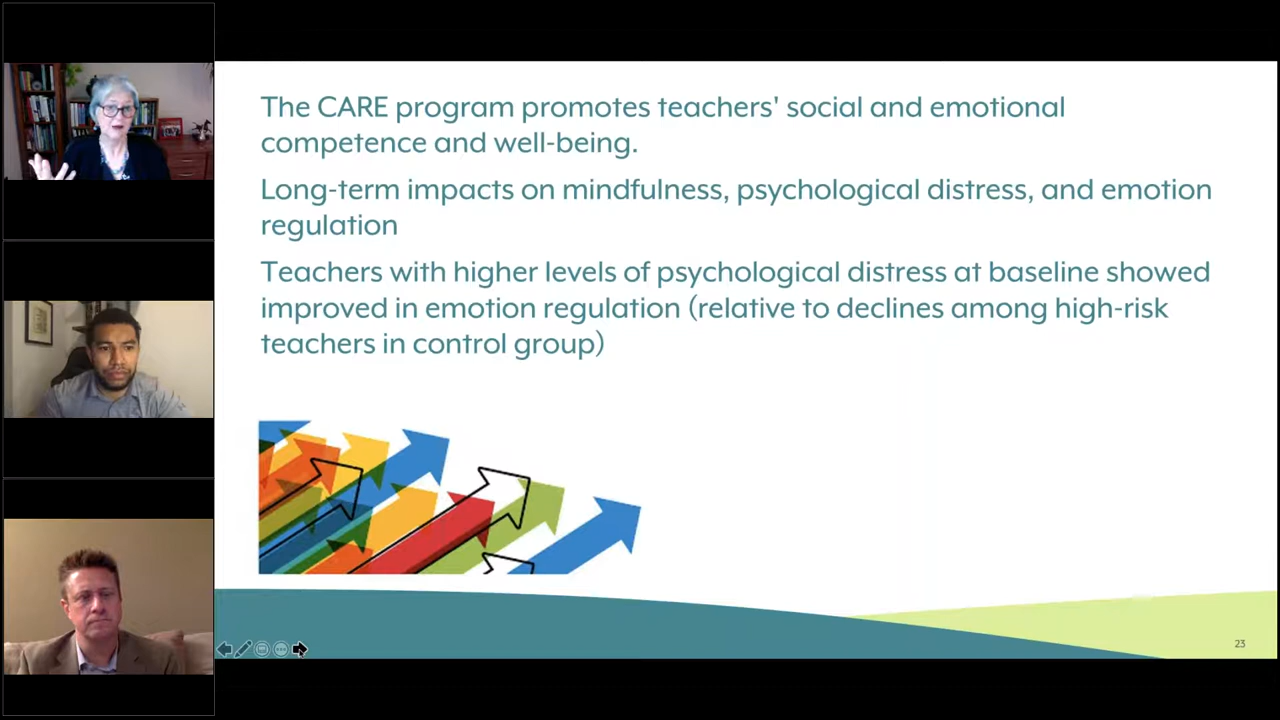 The CARE program promotes teachers' social and emotional
competence and well-being.
Long-term impacts on mindfulness, psychological distress, and emotion
regulation
Teachers with higher levels of psychological distress at baseline showed
improved in emotion regulation (relative to declines among high-risk
teachers in control group)
23